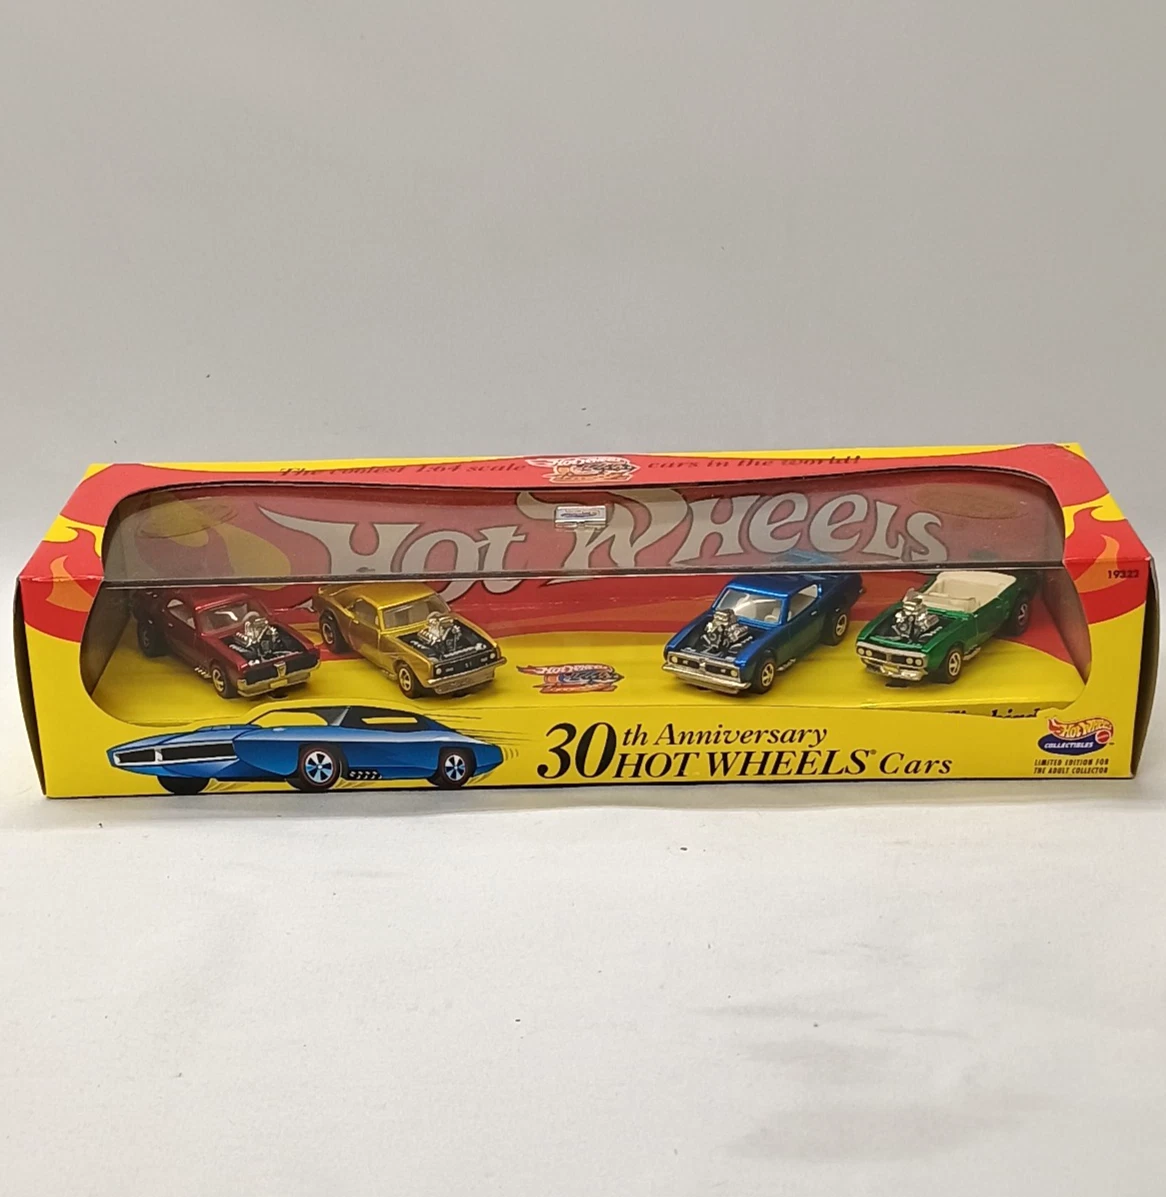 The coolest 1:64 scale cars in the world!
HOT WHEELS
19323
30th Anniversary
HOT WHEELS® Cars
Hot Wheels
COLLECTIBLES™
LIMITED EDITION FOR
THE ADULT COLLECTOR